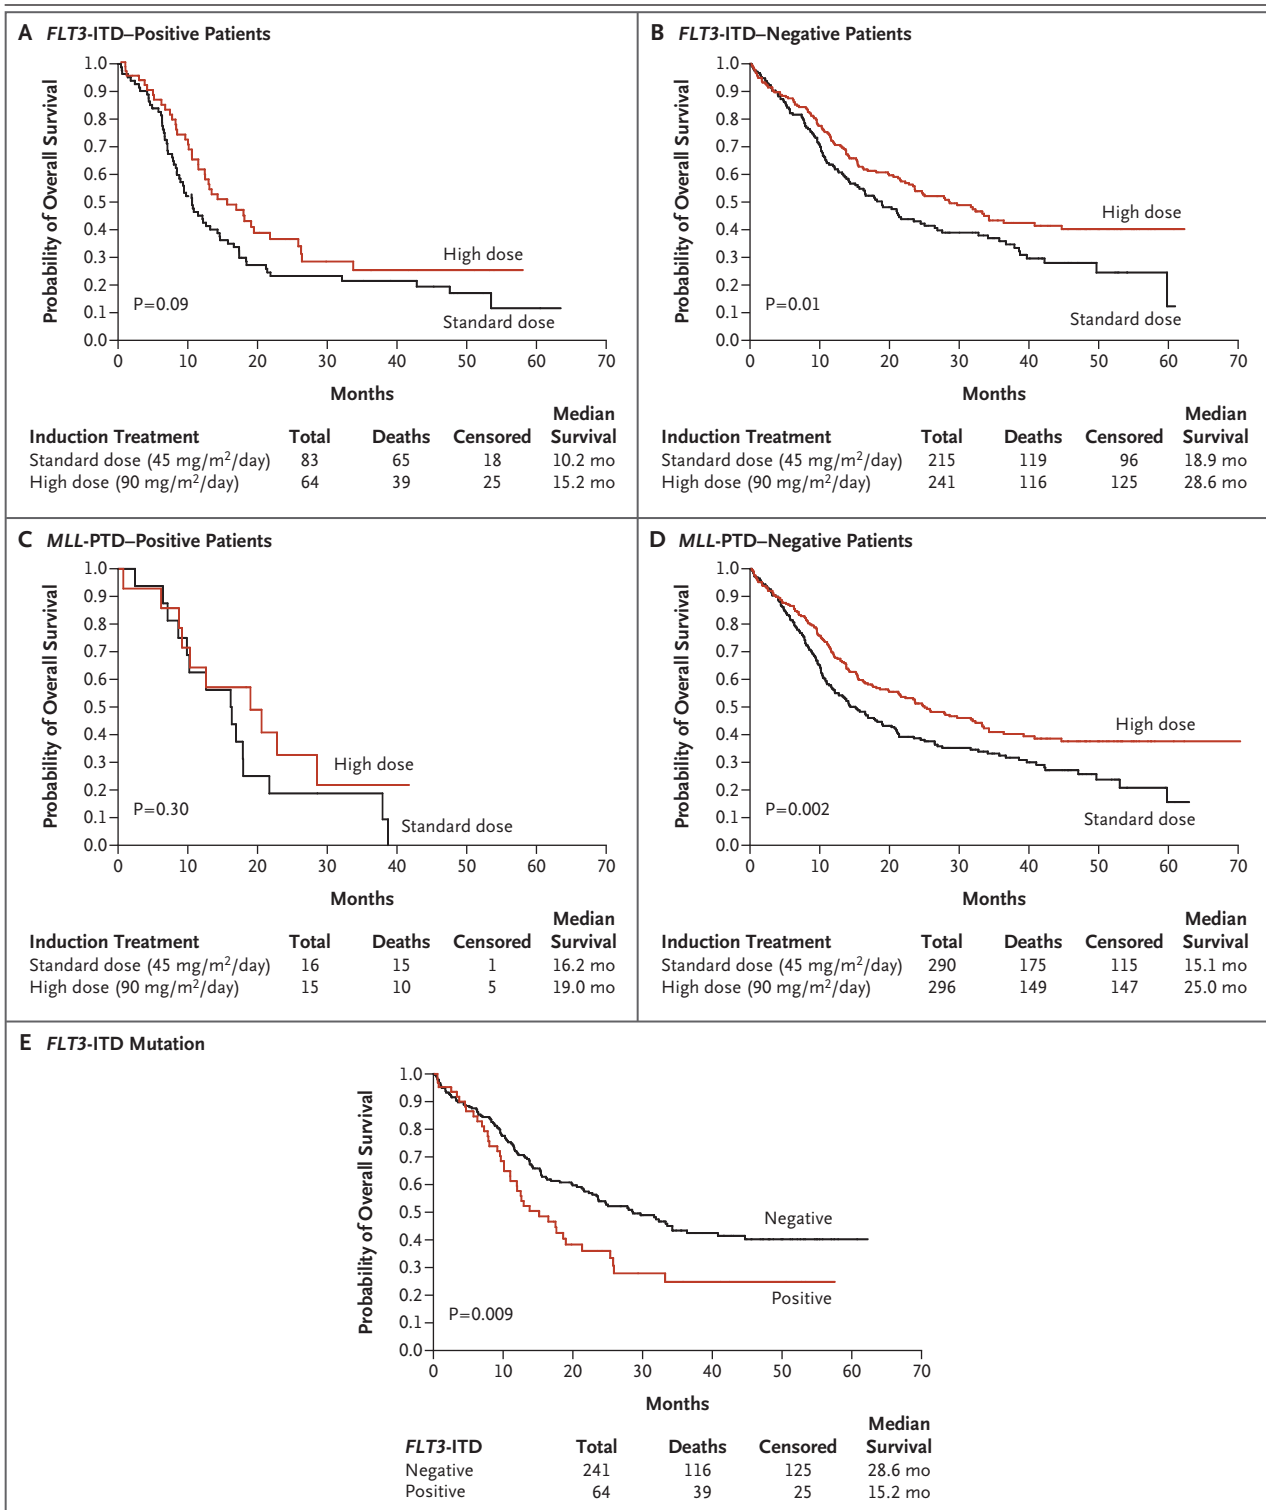 A FLT3-ITD–Positive Patients
Probability of Overall Survival
1.0
0.9
0.8
0.7
0.6
0.5
0.4
0.3
0.2
0.1
0.0
High dose
P=0.09
Standard dose
0 10 20 30 40 50 60 70
Months
Median
Induction Treatment Total Deaths Censored Survival
Standard dose (45 mg/m²/day) 83 65 18 10.2 mo
High dose (90 mg/m²/day) 64 39 25 15.2 mo
B FLT3-ITD–Negative Patients
Probability of Overall Survival
1.0
0.9
0.8
0.7
0.6
0.5
0.4
0.3
0.2
0.1
0.0
High dose
P=0.01
Standard dose
0 10 20 30 40 50 60 70
Months
Median
Induction Treatment Total Deaths Censored Survival
Standard dose (45 mg/m²/day) 215 119 96 18.9 mo
High dose (90 mg/m²/day) 241 116 125 28.6 mo
C MLL-PTD–Positive Patients
Probability of Overall Survival
1.0
0.9
0.8
0.7
0.6
0.5
0.4
0.3
0.2
0.1
0.0
High dose
P=0.30
Standard dose
0 10 20 30 40 50 60 70
Months
Median
Induction Treatment Total Deaths Censored Survival
Standard dose (45 mg/m²/day) 16 15 1 16.2 mo
High dose (90 mg/m²/day) 15 10 5 19.0 mo
D MLL-PTD–Negative Patients
Probability of Overall Survival
1.0
0.9
0.8
0.7
0.6
0.5
0.4
0.3
0.2
0.1
0.0
High dose
P=0.002
Standard dose
0 10 20 30 40 50 60 70
Months
Median
Induction Treatment Total Deaths Censored Survival
Standard dose (45 mg/m²/day) 290 175 115 15.1 mo
High dose (90 mg/m²/day) 296 149 147 25.0 mo
E FLT3-ITD Mutation
Probability of Overall Survival
1.0
0.9
0.8
0.7
0.6
0.5
0.4
0.3
0.2
0.1
0.0
Negative
Positive
P=0.009
0 10 20 30 40 50 60 70
Months
Median
FLT3-ITD Total Deaths Censored Survival
Negative 241 116 125 28.6 mo
Positive 64 39 25 15.2 mo